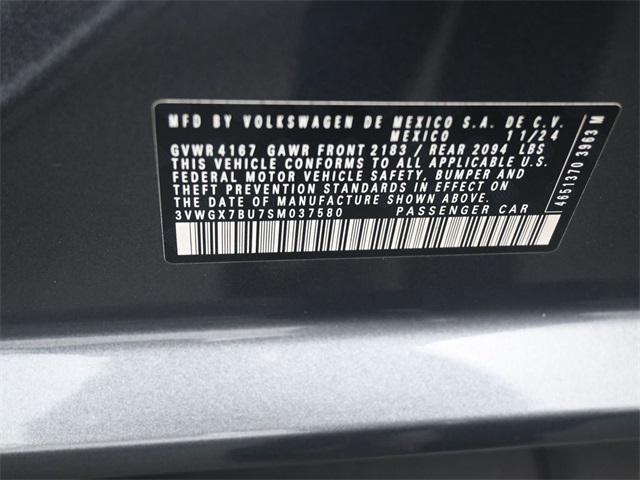 MFD BY VOLKSWAGEN DE MEXICO S.A. DE C.V.
MEXICO 11/24
GVWR 4167 GAWR FRONT 2183 / REAR 2094 LBS
THIS VEHICLE CONFORMS TO ALL APPLICABLE U.S.
FEDERAL MOTOR VEHICLE SAFETY, BUMPER AND
THEFT PREVENTION STANDARDS IN EFFECT ON
THE DATE OF MANUFACTURE SHOWN ABOVE.
3VWGX7BU7SM037580 PASSENGER CAR
4651370 3963 M